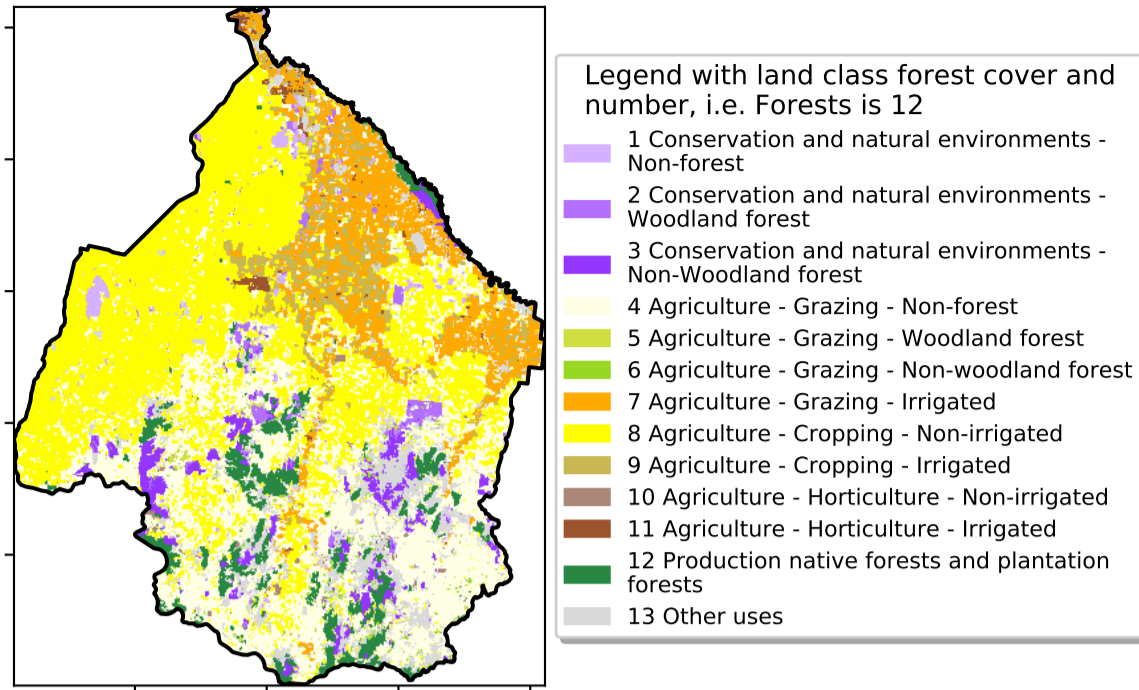 Legend with land class forest cover and
number, i.e. Forests is 12
1 Conservation and natural environments -
Non-forest
2 Conservation and natural environments -
Woodland forest
3 Conservation and natural environments -
Non-Woodland forest
4 Agriculture - Grazing - Non-forest
5 Agriculture - Grazing - Woodland forest
6 Agriculture - Grazing - Non-woodland forest
7 Agriculture - Grazing - Irrigated
8 Agriculture - Cropping - Non-irrigated
9 Agriculture - Cropping - Irrigated
10 Agriculture - Horticulture - Non-irrigated
11 Agriculture - Horticulture - Irrigated
12 Production native forests and plantation
forests
13 Other uses